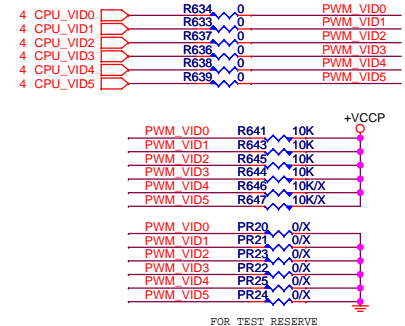 4 CPU_VID0 R634 0 PWM_VID0
4 CPU_VID1 R633 0 PWM_VID1
4 CPU_VID2 R637 0 PWM_VID2
4 CPU_VID3 R636 0 PWM_VID3
4 CPU_VID4 R638 0 PWM_VID4
4 CPU_VID5 R639 0 PWM_VID5
+VCCP
PWM_VID0 R641 10K
PWM_VID1 R643 10K
PWM_VID2 R645 10K
PWM_VID3 R644 10K
PWM_VID4 R646 10K/X
PWM_VID5 R647 10K/X
PWM_VID0 PR20 0/X
PWM_VID1 PR21 0/X
PWM_VID2 PR23 0/X
PWM_VID3 PR22 0/X
PWM_VID4 PR25 0/X
PWM_VID5 PR24 0/X
FOR TEST RESERVE